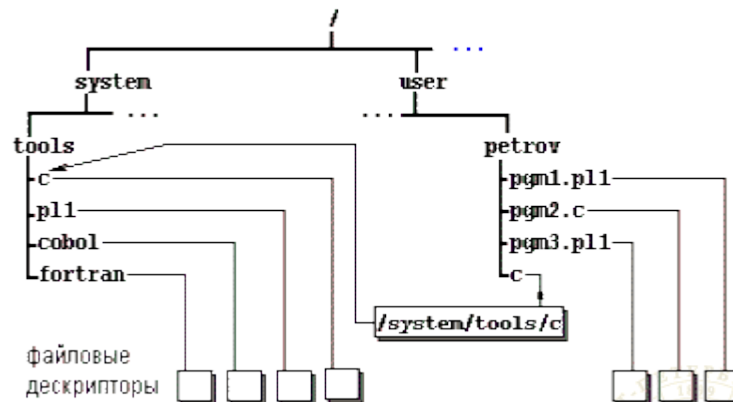 /
...
system user
... ...
tools petrov
c pgm1.pl1
pl1 pgm2.c
cobol pgm3.pl1
fortran c
/system/tools/c
файловые
дескрипторы